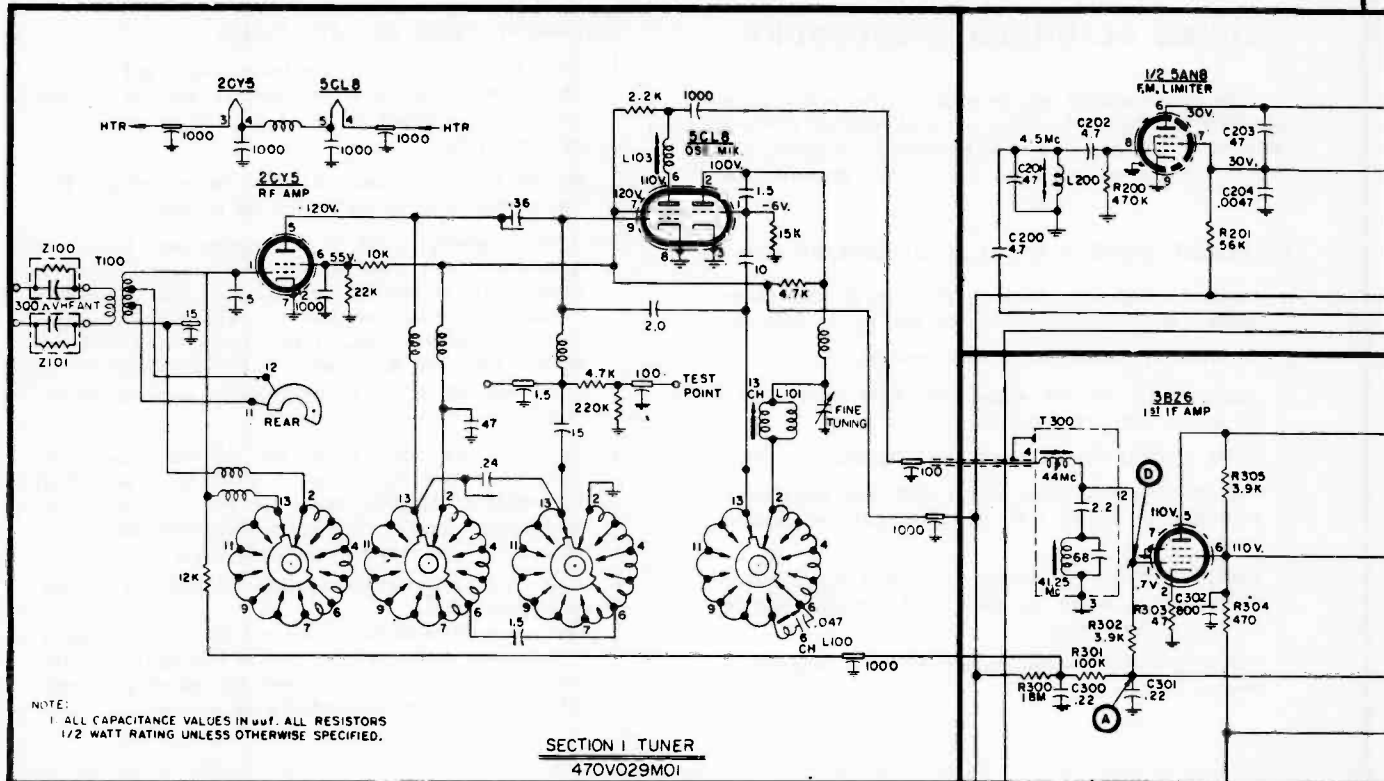 2CY5
5CL8
HTR
3
4
5
4
HTR
1000
1000
1000
1000
2CY5
RF AMP
120V.
5
1
6
55V.
7
2
1000
5
10K
22K
Z100
T100
300Ω VHF ANT
Z101
15
12
11
REAR
.36
2.2K
1000
5CL8
OSC MIX
L103
110V.
6
2
100V.
120V.
7
9
8
3
1
1.5
-6V.
15K
10
4.7K
2.0
47
1.5
4.7K
100
TEST
POINT
220K
15
13
CH
L101
FINE
TUNING
.24
13
2
4
6
7
9
11
13
2
4
6
7
9
11
13
2
4
6
7
9
11
13
2
4
6
7
9
11
12K
1.5
.047
6
CH
L100
1000
100
1000
NOTE:
1. ALL CAPACITANCE VALUES IN uuf. ALL RESISTORS
1/2 WATT RATING UNLESS OTHERWISE SPECIFIED.
SECTION 1 TUNER
470V029M01
1/2 5AN8
F.M. LIMITER
6
30V.
8
7
9
C202
4.7
4.5Mc
C201
47
L200
R200
470K
C200
4.7
C203
47
30V.
C204
.0047
R201
56K
3BZ6
1st IF AMP
T300
4
44Mc
12
2.2
68
41.25
Mc
3
D
110V.
5
7
1
6
110V.
.7V
2
R303
47
C302
800
R305
3.9K
R304
470
R302
3.9K
R301
100K
R300
18M
C300
.22
C301
.22
A